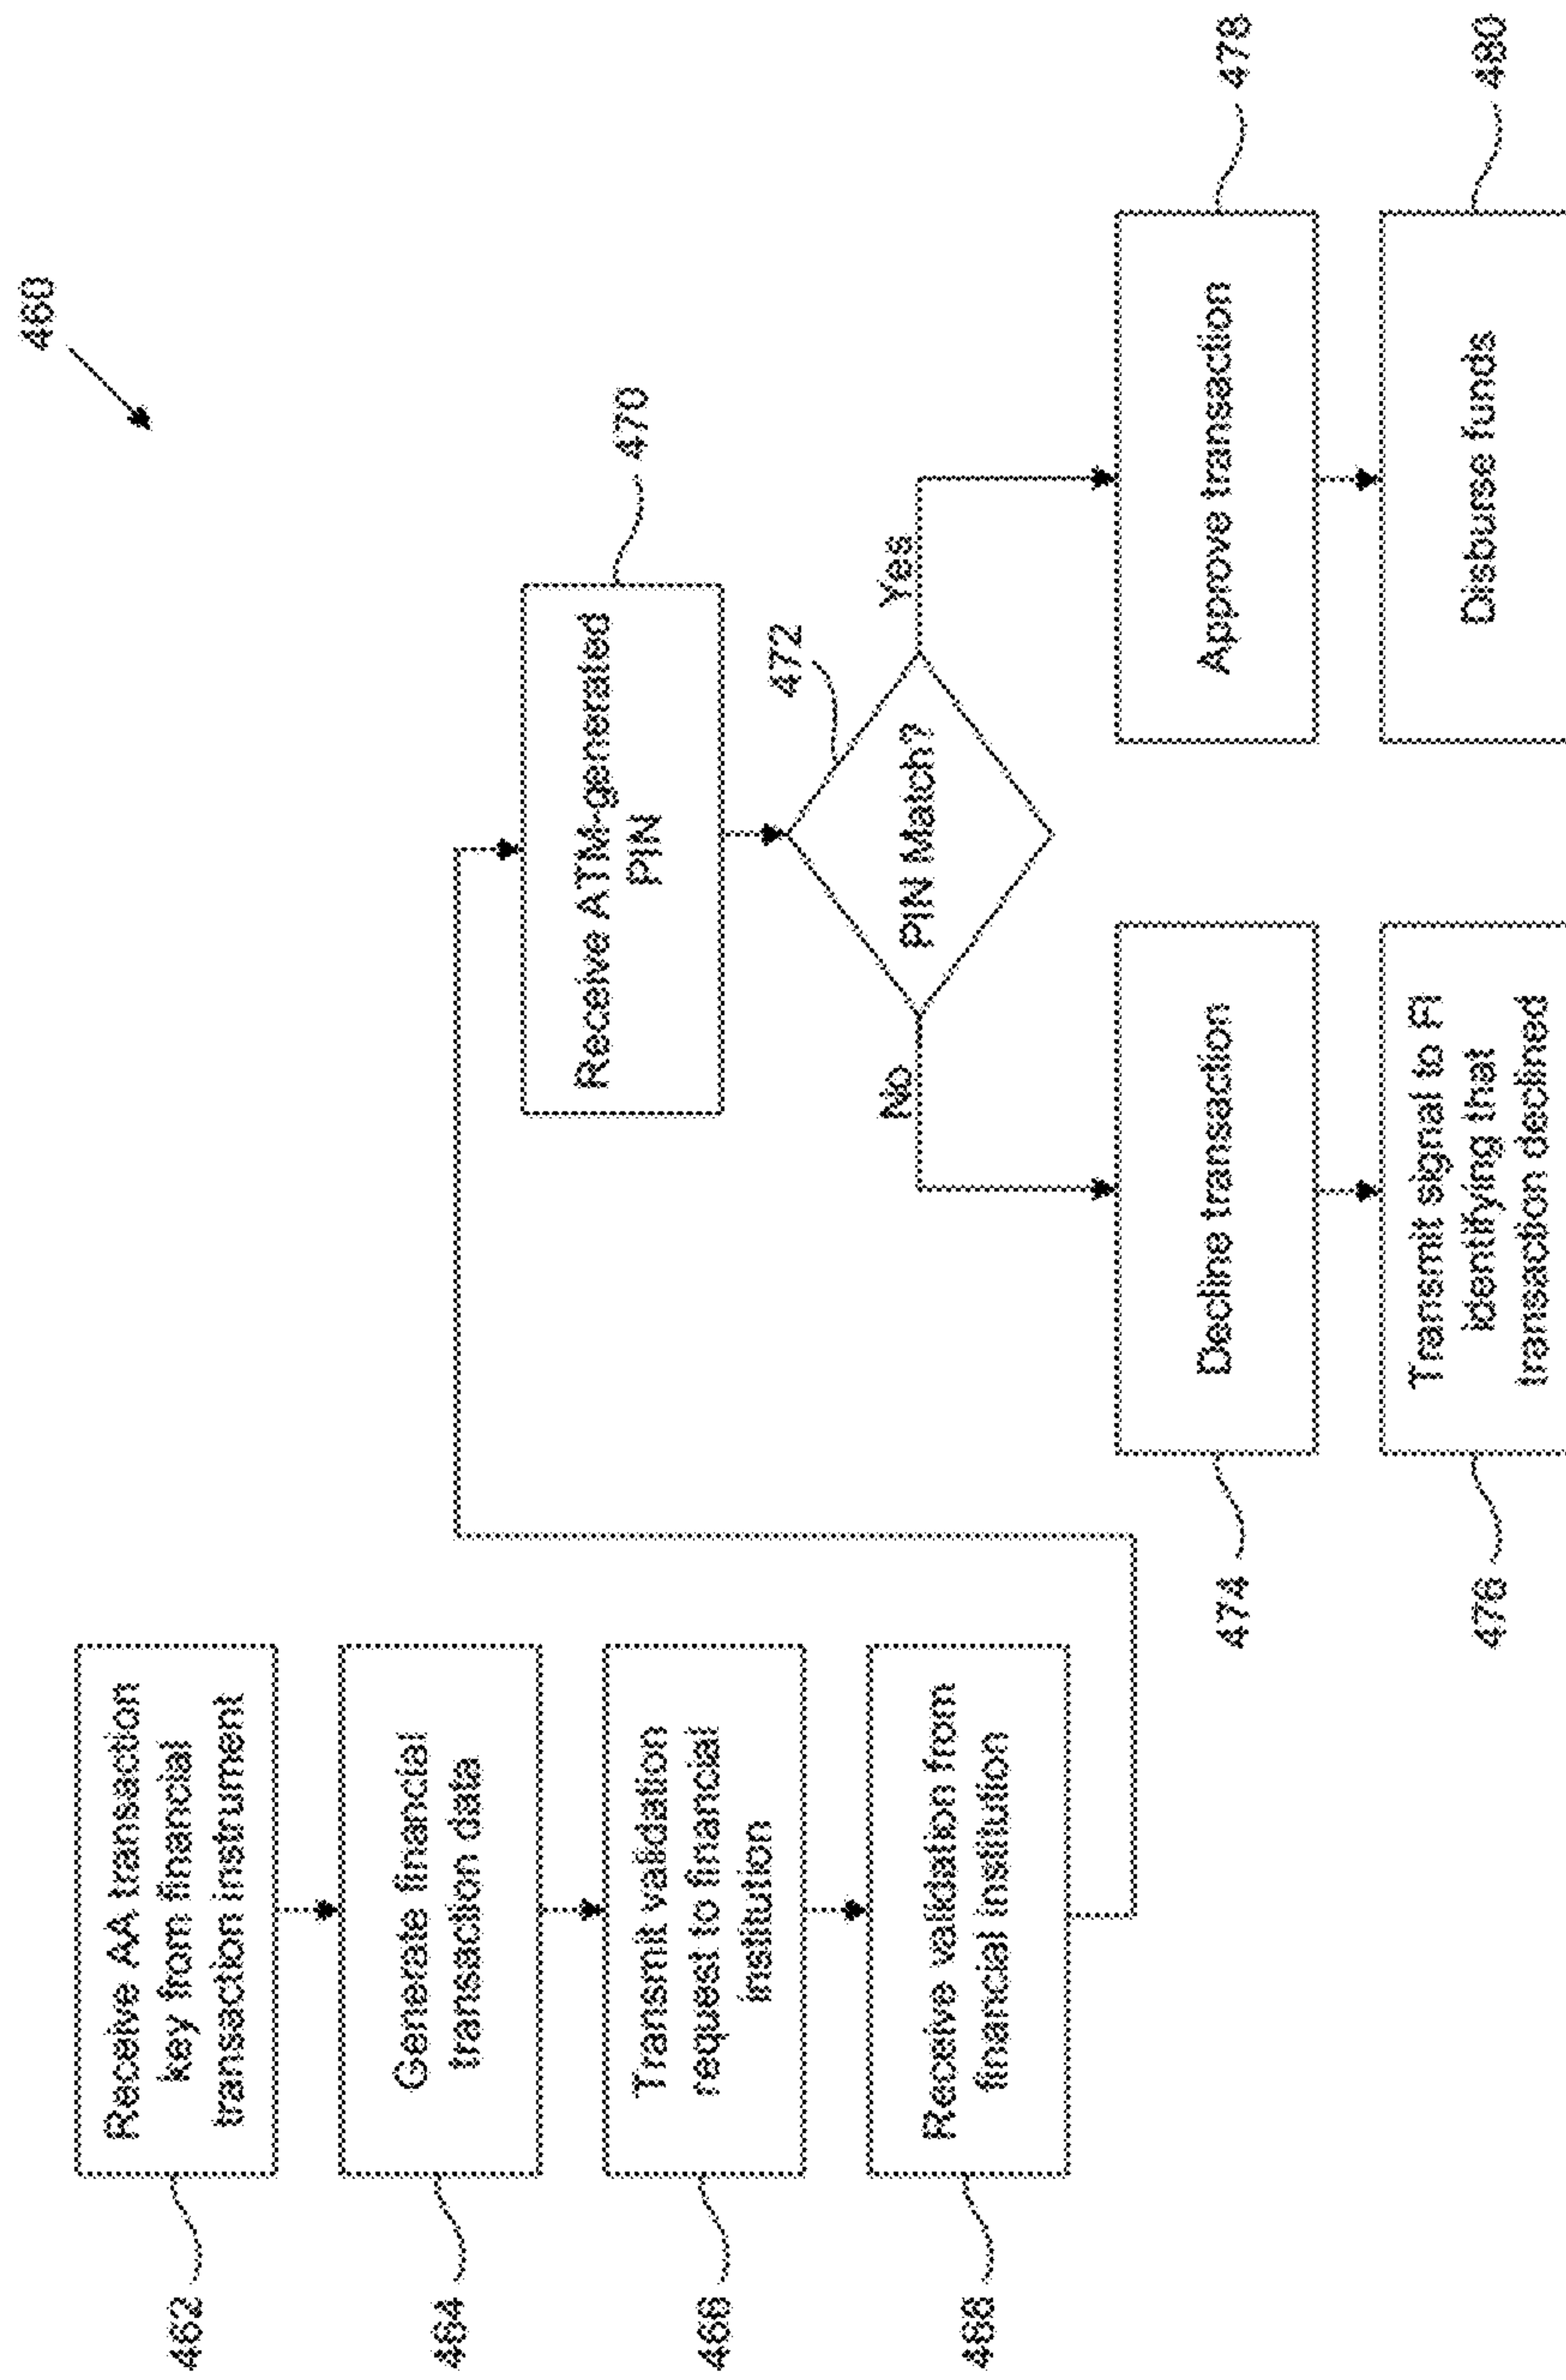 460
462
Receive AA transaction
key from financial
transaction instrument
464
Generate financial
transaction data
466
Transmit validation
request to financial
institution
468
Receive validation from
financial institution
Receive ATM-generated
PIN
470
472
PIN Match?
No
Yes
474
Decline transaction
Approve transaction
478
476
Transmit signal to FI
identifying that
transaction declined
Disburse funds
480